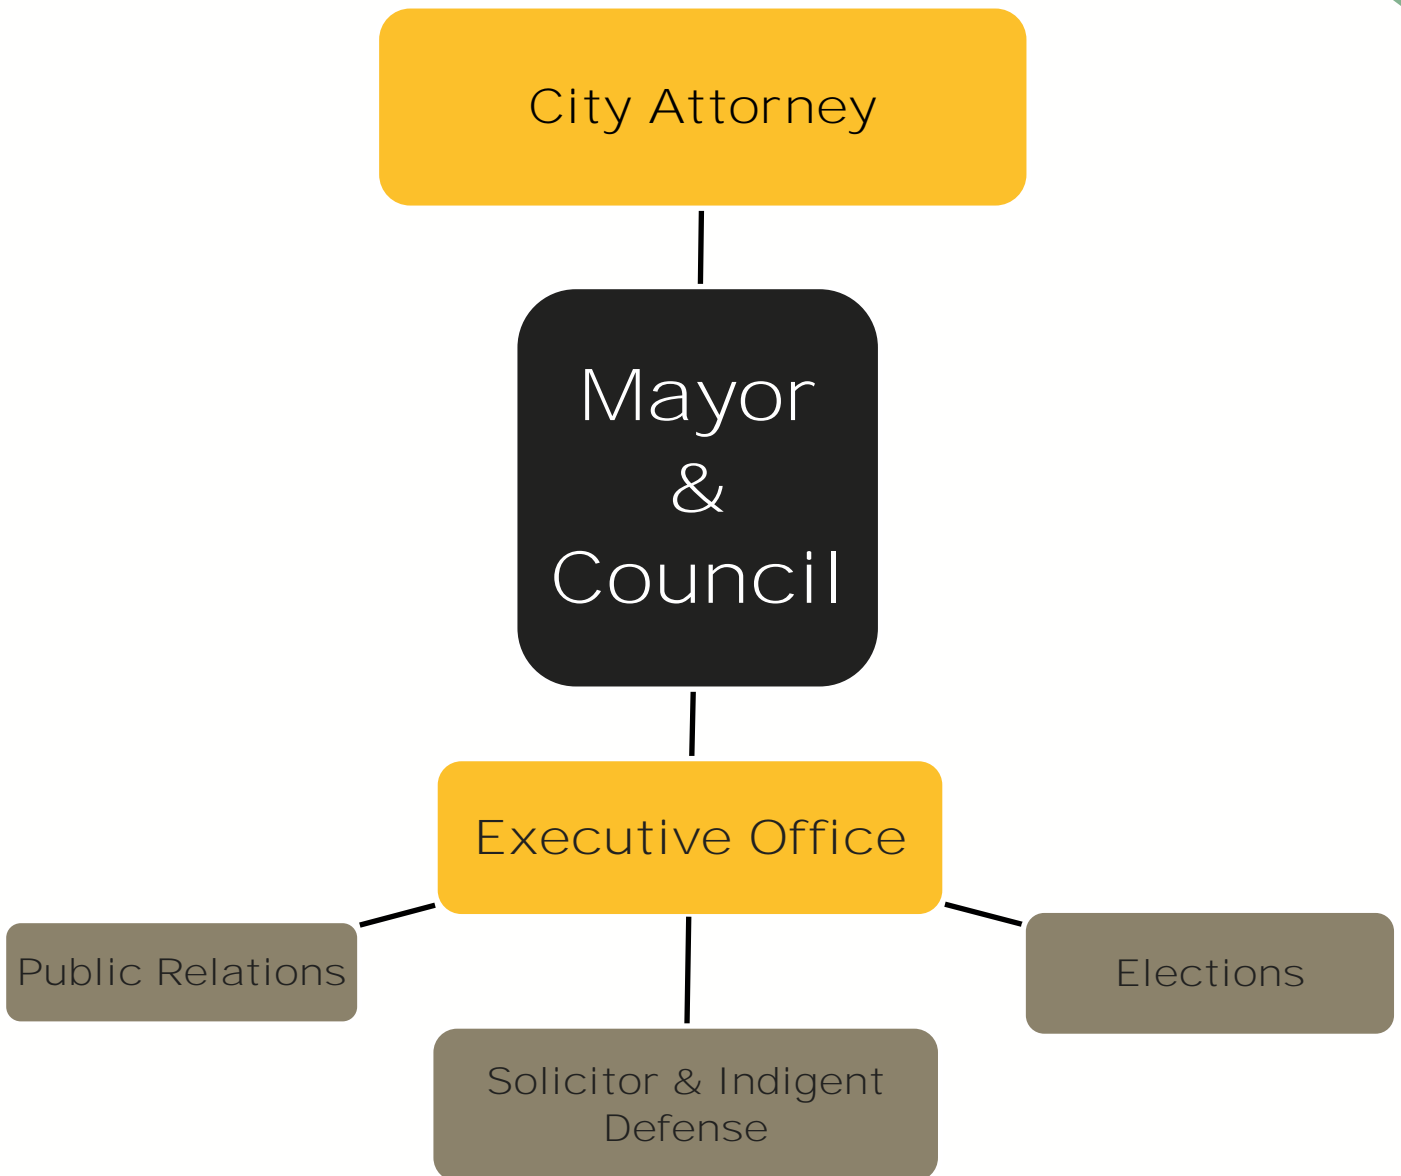 City Attorney
Mayor
&
Council
Executive Office
Public Relations
Elections
Solicitor & Indigent
Defense